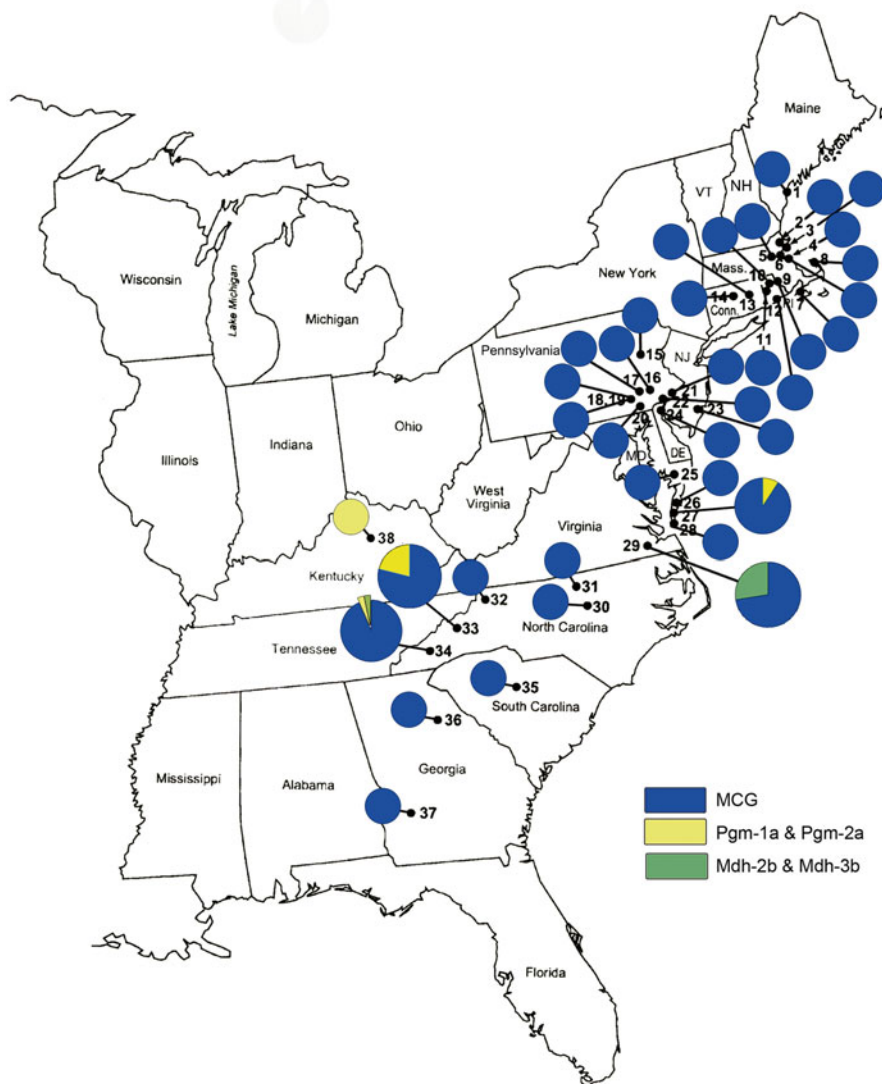 Maine
VT
NH
1
2
3
4
5
6
8
Wisconsin
Lake Michigan
Michigan
New York
Mass.
10
9
7
14
13
Conn.
12
RI
11
Pennsylvania
15
NJ
17
16
18,19
21
22
20
24
23
Illinois
Indiana
Ohio
MD
DE
West
Virginia
25
26
27
28
Virginia
29
38
Kentucky
31
32
30
33
North Carolina
Tennessee
34
35
South Carolina
36
Mississippi
Alabama
Georgia
37
MCG
Pgm-1a & Pgm-2a
Mdh-2b & Mdh-3b
Florida